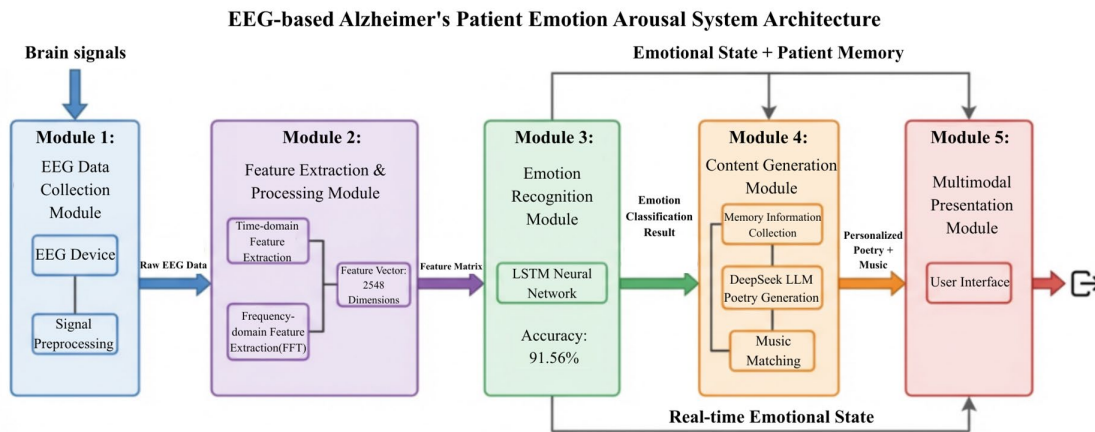 EEG-based Alzheimer's Patient Emotion Arousal System Architecture
Brain signals
Emotional State + Patient Memory
Module 1:
EEG Data
Collection
Module
EEG Device
Signal
Preprocessing
Raw EEG Data
Module 2:
Feature Extraction &
Processing Module
Time-domain
Feature
Extraction
Frequency-
domain Feature
Extraction(FFT)
Feature Vector:
2548
Dimensions
Feature Matrix
Module 3:
Emotion
Recognition
Module
LSTM Neural
Network
Accuracy:
91.56%
Emotion
Classification
Result
Module 4:
Content Generation
Module
Memory Information
Collection
DeepSeek LLM
Poetry Generation
Music
Matching
Personalized
Poetry +
Music
Module 5:
Multimodal
Presentation
Module
User Interface
Real-time Emotional State